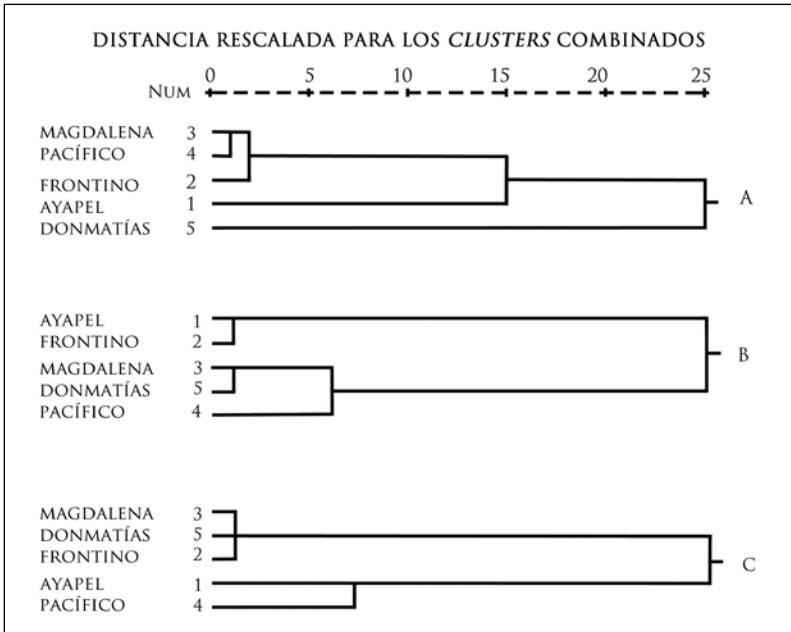 DISTANCIA RESCALADA PARA LOS CLUSTERS COMBINADOS
0 5 10 15 20 25
NUM
MAGDALENA 3
PACÍFICO 4
FRONTINO 2
AYAPEL 1
DONMATÍAS 5
A
AYAPEL 1
FRONTINO 2
MAGDALENA 3
DONMATÍAS 5
PACÍFICO 4
B
MAGDALENA 3
DONMATÍAS 5
FRONTINO 2
AYAPEL 1
PACÍFICO 4
C